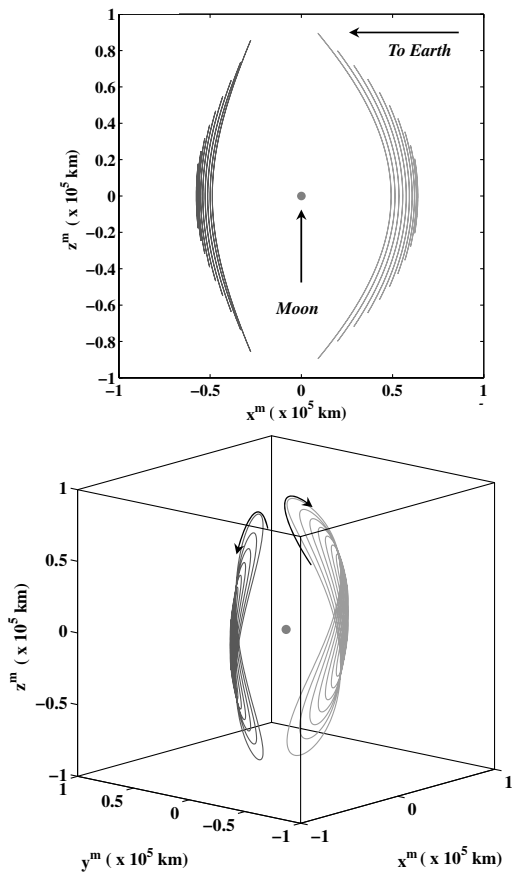 1
0.8
0.6
0.4
0.2
0
−0.2
−0.4
−0.6
−0.8
−1
z^m ( x 10^5 km)
To Earth
Moon
−1 −0.5 0 0.5 1
x^m ( x 10^5 km)
1
0.5
0
−0.5
−1
z^m ( x 10^5 km)
1 0.5 0 −0.5 −1
y^m ( x 10^5 km)
−1 0 1
x^m ( x 10^5 km)